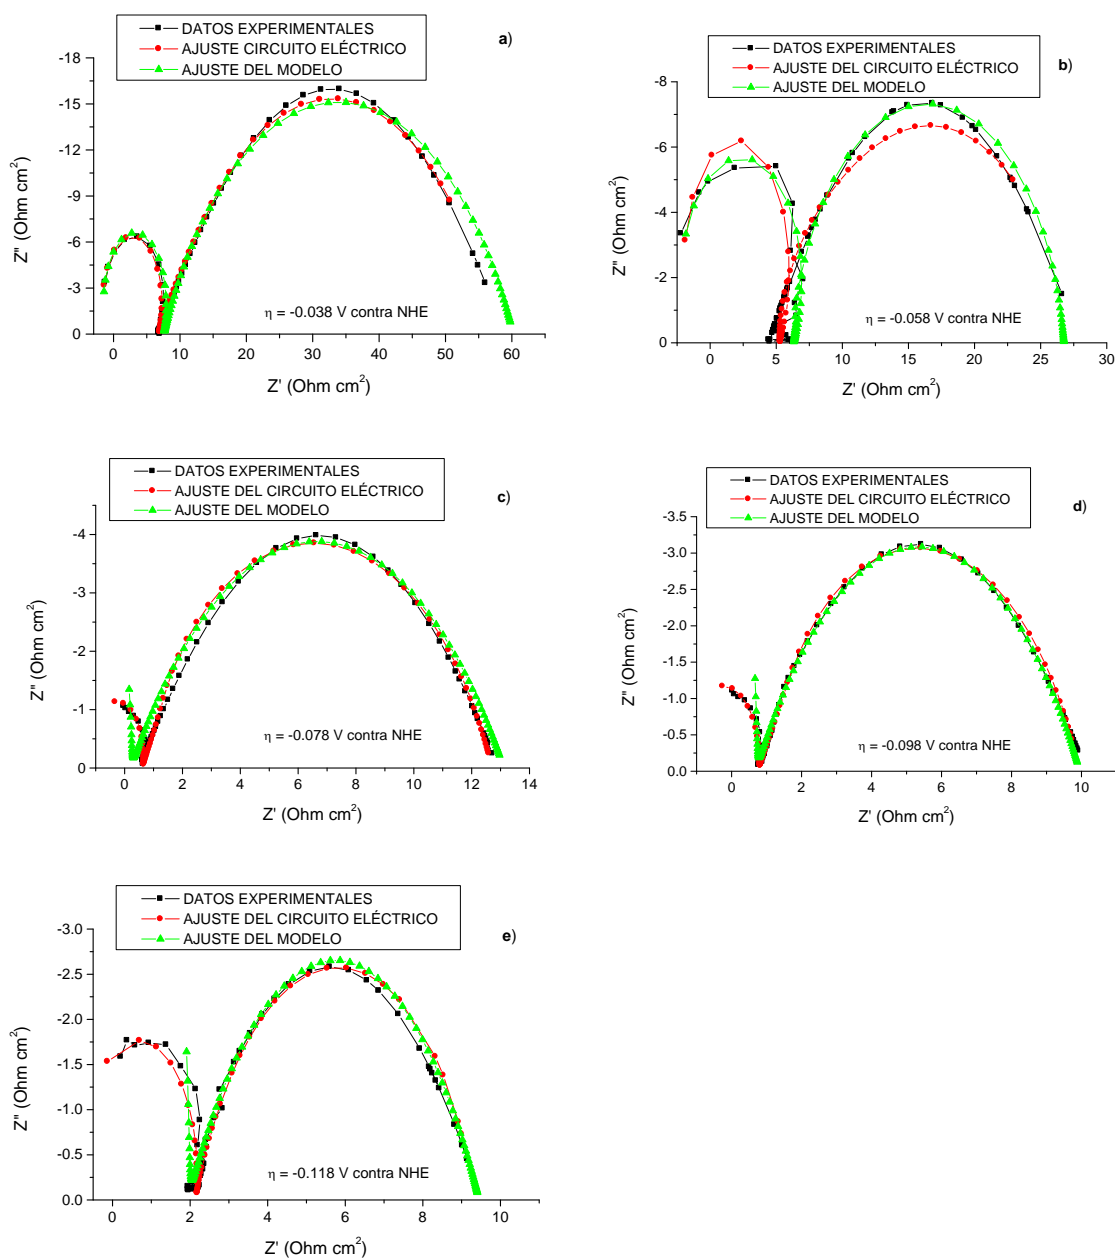 DATOS EXPERIMENTALES
AJUSTE CIRCUITO ELÉCTRICO
AJUSTE DEL MODELO
a)
-18
-15
-12
-9
-6
-3
0
Z'' (Ohm cm²)
η = -0.038 V contra NHE
0 10 20 30 40 50 60
Z' (Ohm cm²)
DATOS EXPERIMENTALES
AJUSTE DEL CIRCUITO ELÉCTRICO
AJUSTE DEL MODELO
b)
-8
-6
-4
-2
0
Z'' (Ohm cm²)
η = -0.058 V contra NHE
0 5 10 15 20 25 30
Z' (Ohm cm²)
DATOS EXPERIMENTALES
AJUSTE DEL CIRCUITO ELÉCTRICO
AJUSTE DEL MODELO
c)
-4
-3
-2
-1
0
Z'' (Ohm cm²)
η = -0.078 V contra NHE
0 2 4 6 8 10 12 14
Z' (Ohm cm²)
DATOS EXPERIMENTALES
AJUSTE DEL CIRCUITO ELÉCTRICO
AJUSTE DEL MODELO
d)
-3.5
-3.0
-2.5
-2.0
-1.5
-1.0
-0.5
0.0
Z'' (Ohm cm²)
η = -0.098 V contra NHE
0 2 4 6 8 10
Z' (Ohm cm²)
DATOS EXPERIMENTALES
AJUSTE DEL CIRCUITO ELÉCTRICO
AJUSTE DEL MODELO
e)
-3.0
-2.5
-2.0
-1.5
-1.0
-0.5
0.0
Z'' (Ohm cm²)
η = -0.118 V contra NHE
0 2 4 6 8 10
Z' (Ohm cm²)